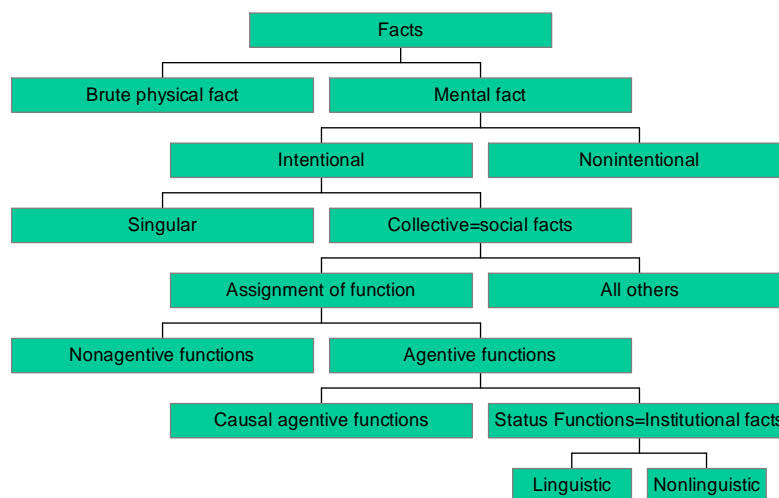 Facts
Brute physical fact
Mental fact
Intentional
Nonintentional
Singular
Collective=social facts
Assignment of function
All others
Nonagentive functions
Agentive functions
Causal agentive functions
Status Functions=Institutional facts
Linguistic
Nonlinguistic